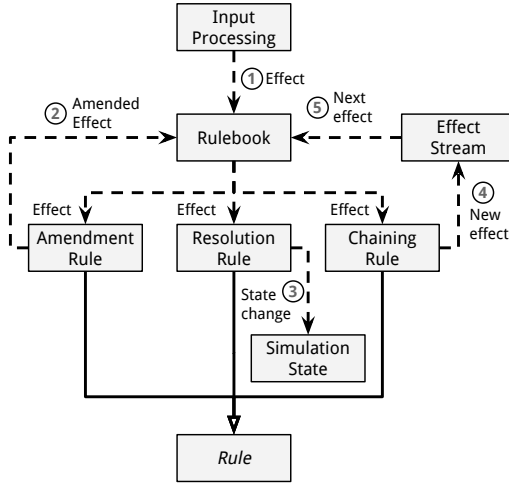 Input
Processing
1 Effect
2 Amended
Effect
5 Next
effect
Rulebook
Effect
Stream
4
New
effect
Effect
Effect
Effect
Amendment
Rule
Resolution
Rule
Chaining
Rule
State
change
3
Simulation
State
Rule